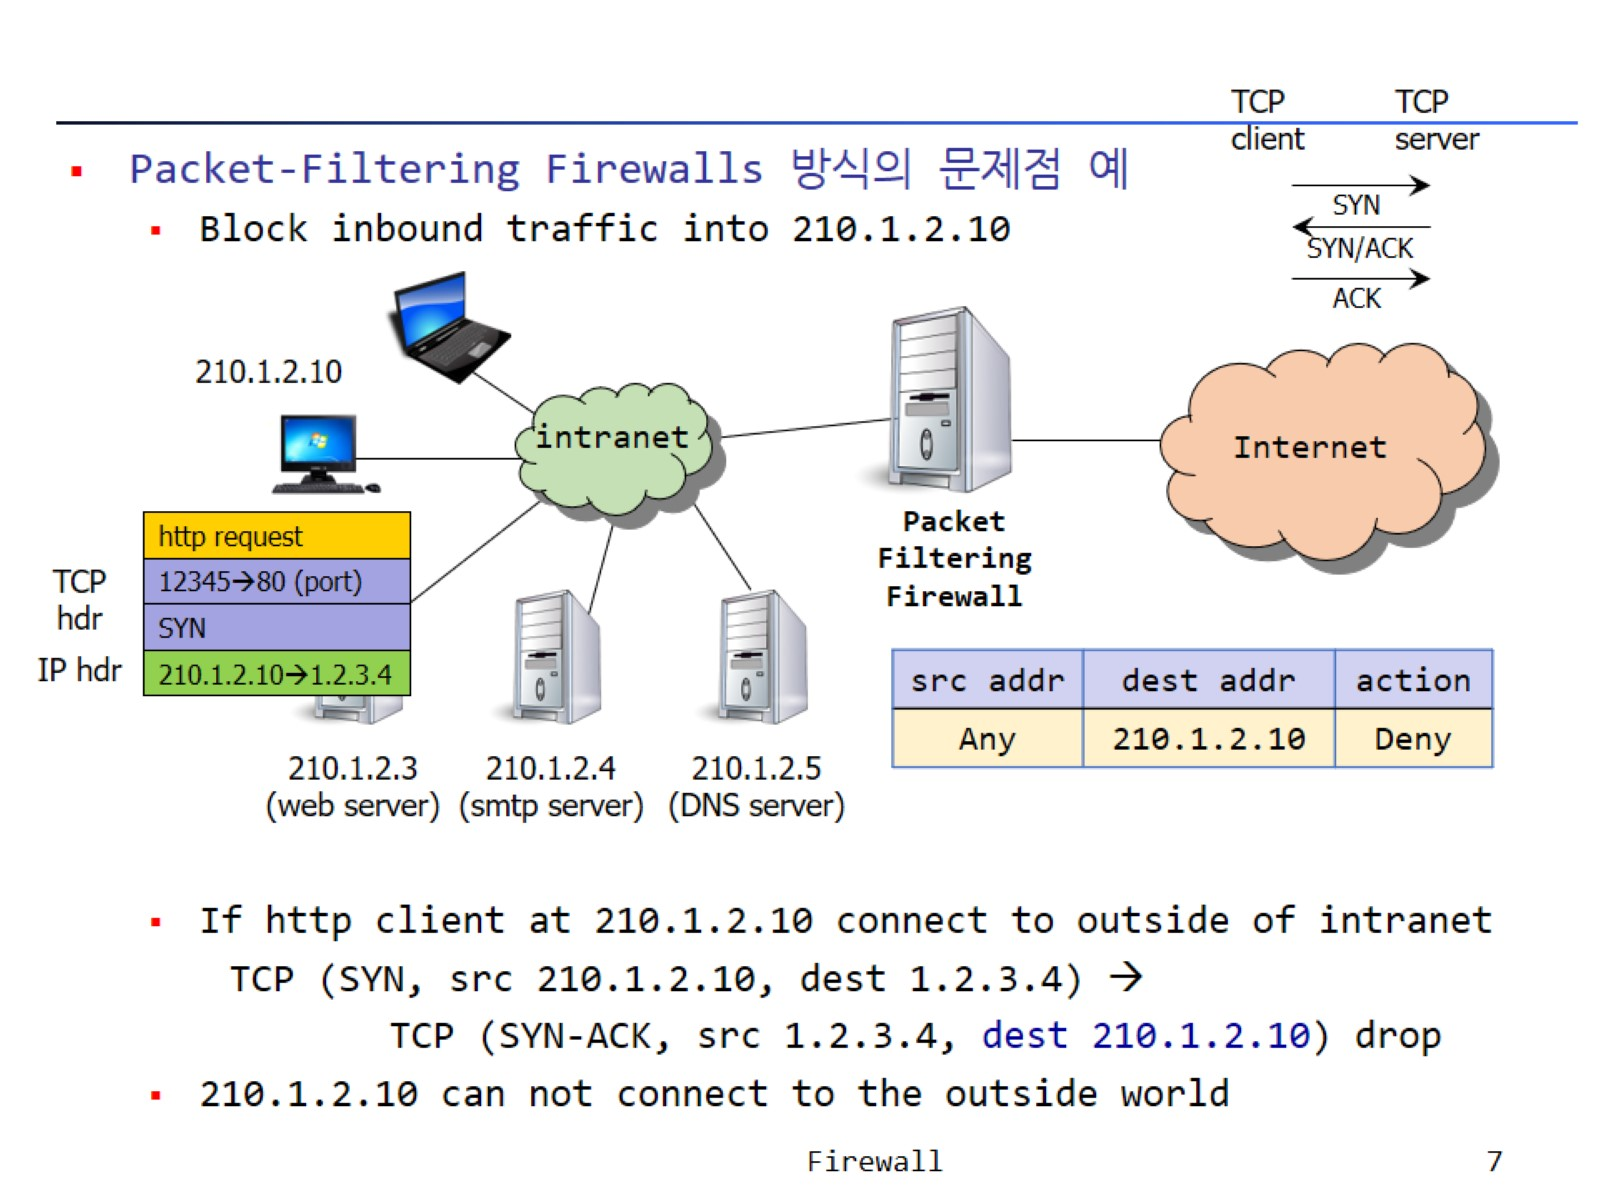 TCP client
TCP server
Packet-Filtering Firewalls 방식의 문제점 예
SYN
Block inbound traffic into 210.1.2.10
SYN/ACK
ACK
210.1.2.10
intranet
Internet
Packet
Filtering
Firewall
http request
TCP hdr
12345→80 (port)
SYN
IP hdr
210.1.2.10→1.2.3.4
src addr dest addr action
Any 210.1.2.10 Deny
210.1.2.3
(web server)
210.1.2.4
(smtp server)
210.1.2.5
(DNS server)
If http client at 210.1.2.10 connect to outside of intranet
TCP (SYN, src 210.1.2.10, dest 1.2.3.4) →
TCP (SYN-ACK, src 1.2.3.4, dest 210.1.2.10) drop
210.1.2.10 can not connect to the outside world
Firewall
7